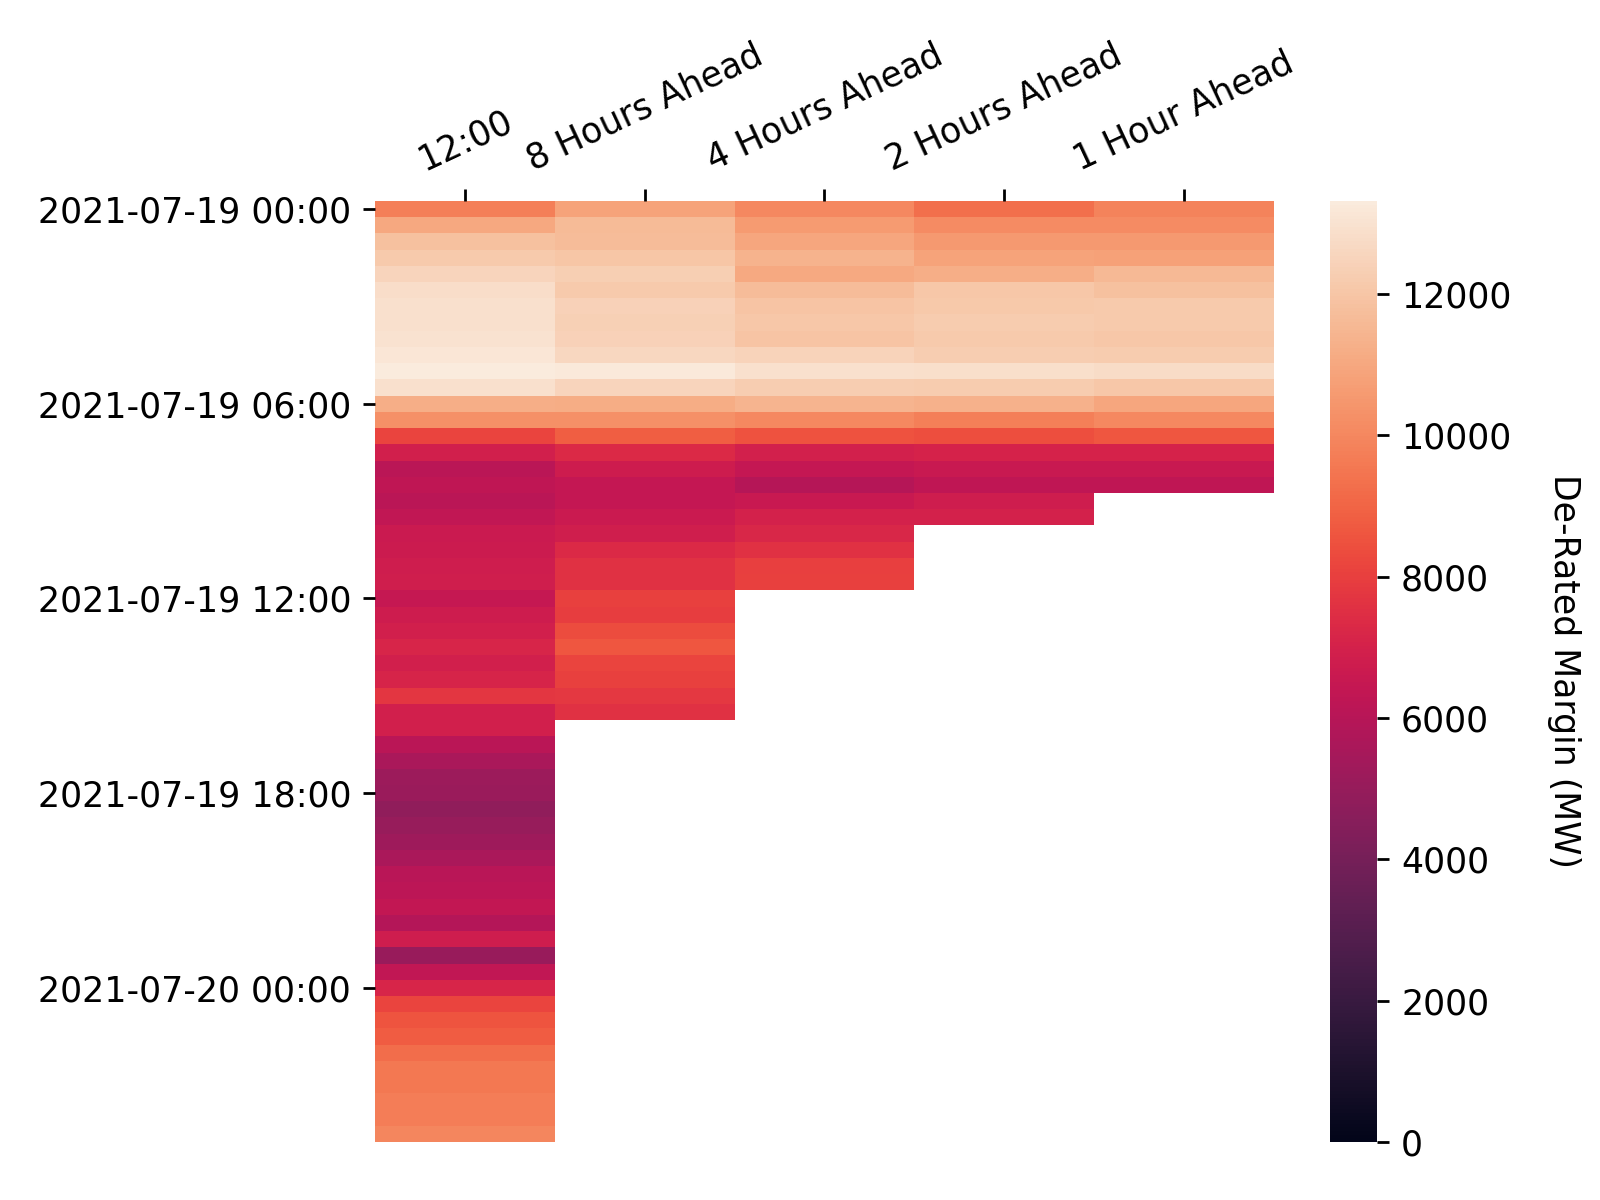 12:00
8 Hours Ahead
4 Hours Ahead
2 Hours Ahead
1 Hour Ahead
2021-07-19 00:00
2021-07-19 06:00
2021-07-19 12:00
2021-07-19 18:00
2021-07-20 00:00
12000
10000
8000
6000
4000
2000
0
De-Rated Margin (MW)